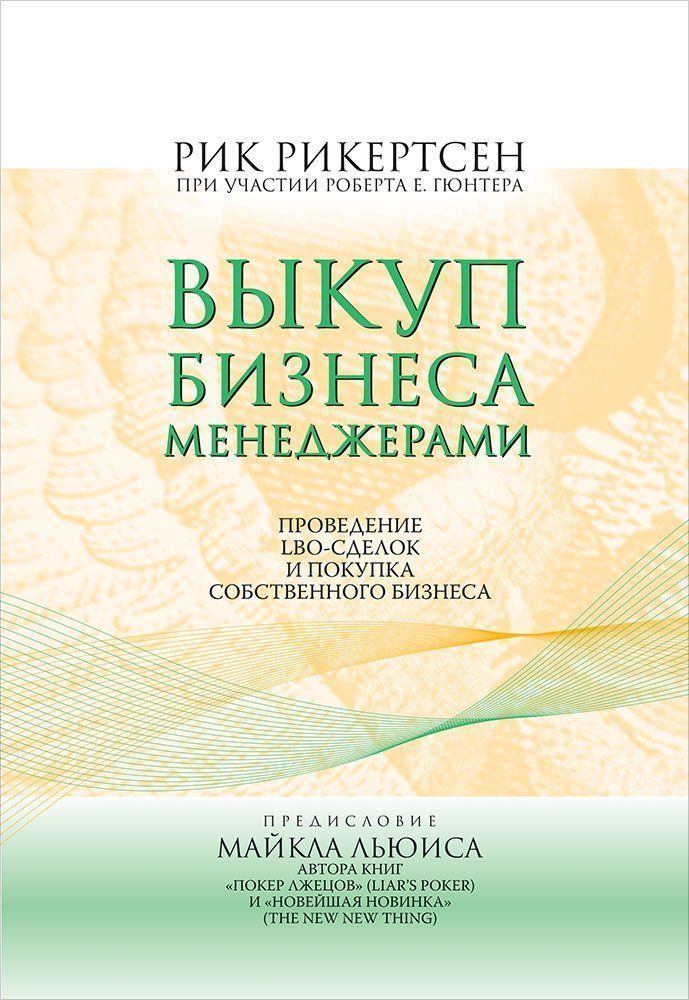 РИК РИКЕРТСЕН
ПРИ УЧАСТИИ РОБЕРТА Е. ГЮНТЕРА
ВЫКУП
БИЗНЕСА
МЕНЕДЖЕРАМИ
ПРОВЕДЕНИЕ
LBO-СДЕЛОК
И ПОКУПКА
СОБСТВЕННОГО БИЗНЕСА
ПРЕДИСЛОВИЕ
МАЙКЛА ЛЬЮИСА
АВТОРА КНИГ
«ПОКЕР ЛЖЕЦОВ» (LIAR'S POKER)
И «НОВЕЙШАЯ НОВИНКА»
(THE NEW NEW THING)